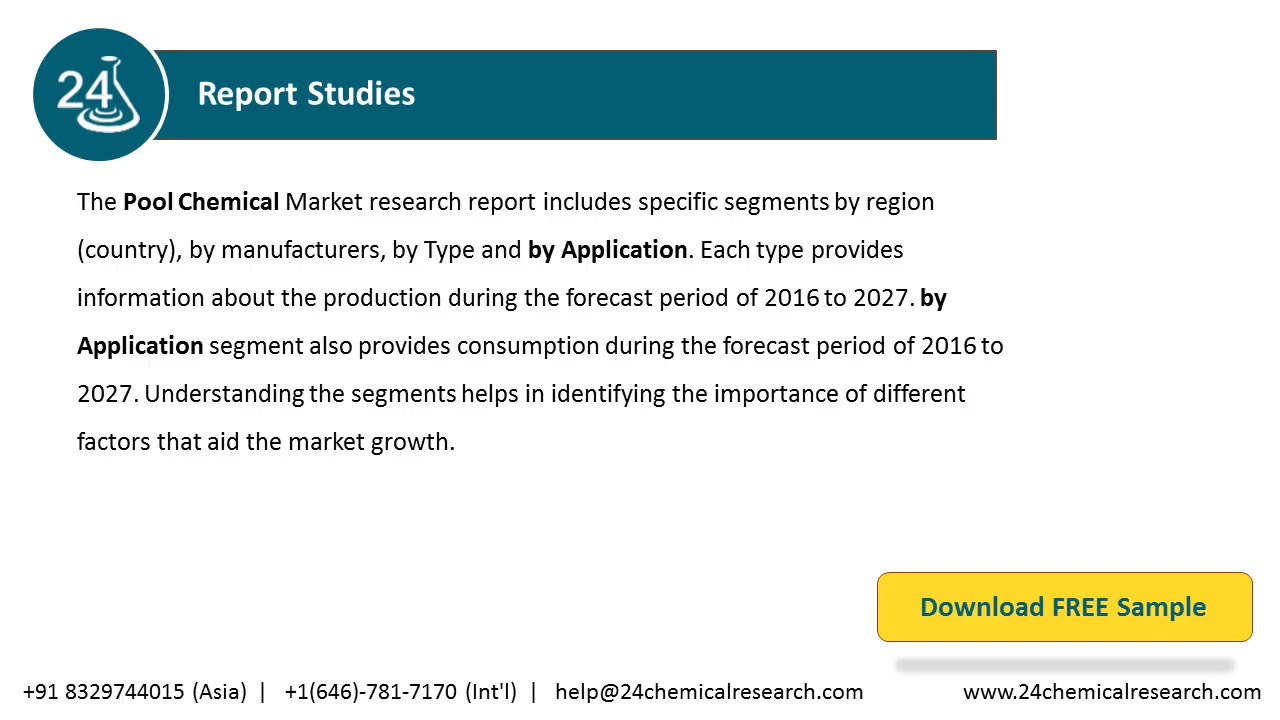 24
Report Studies
The Pool Chemical Market research report includes specific segments by region
(country), by manufacturers, by Type and by Application. Each type provides
information about the production during the forecast period of 2016 to 2027. by
Application segment also provides consumption during the forecast period of 2016 to
2027. Understanding the segments helps in identifying the importance of different
factors that aid the market growth.
Download FREE Sample
+91 8329744015 (Asia) | +1(646)-781-7170 (Int'l) | help@24chemicalresearch.com www.24chemicalresearch.com